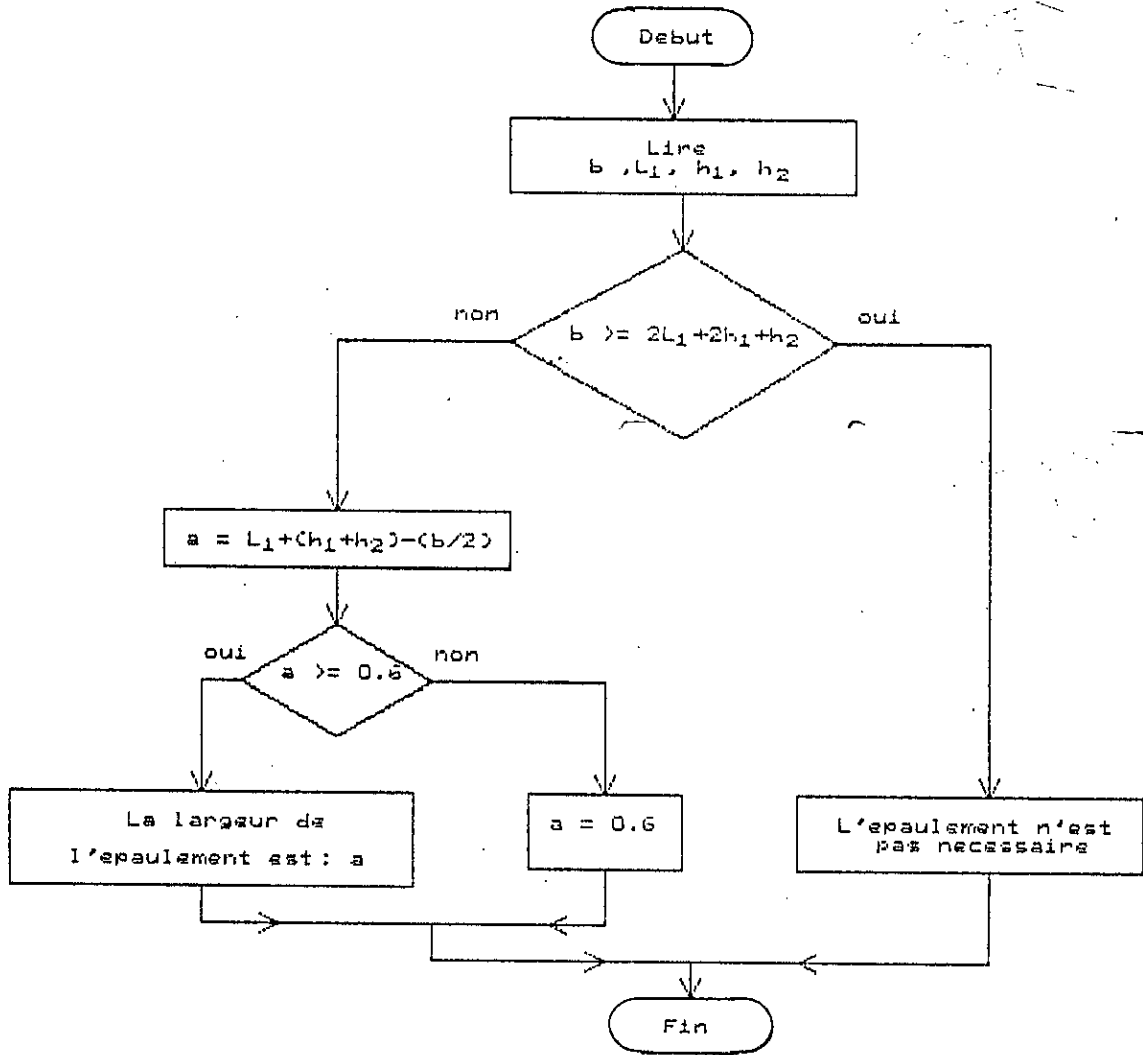 Debut
Lire
b ,L₁, h₁, h₂
non
b >= 2L₁+2h₁+h₂
oui
a = L₁+(h₁+h₂)-(b/2)
oui
a >= 0.6
non
La largeur de
l'epaulement est: a
a = 0.6
L'epaulement n'est
pas necessaire
Fin